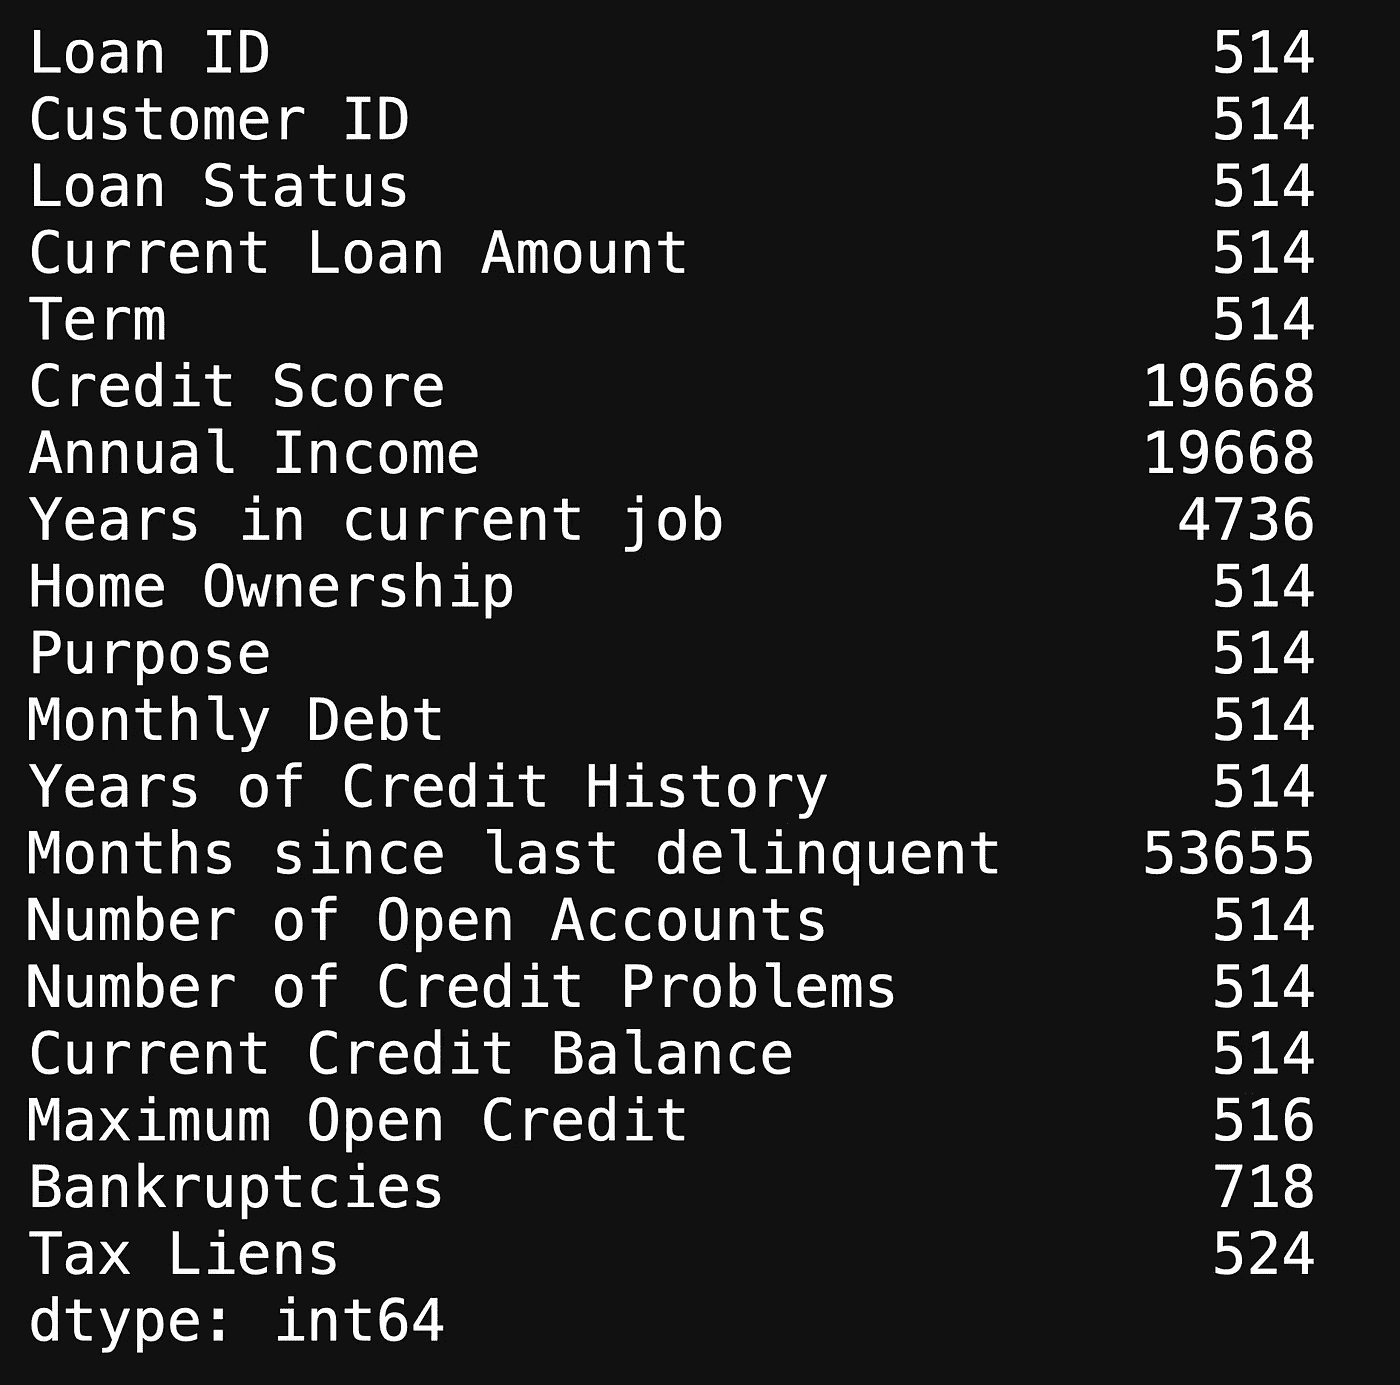 Loan ID 514
Customer ID 514
Loan Status 514
Current Loan Amount 514
Term 514
Credit Score 19668
Annual Income 19668
Years in current job 4736
Home Ownership 514
Purpose 514
Monthly Debt 514
Years of Credit History 514
Months since last delinquent 53655
Number of Open Accounts 514
Number of Credit Problems 514
Current Credit Balance 514
Maximum Open Credit 516
Bankruptcies 718
Tax Liens 524
dtype: int64